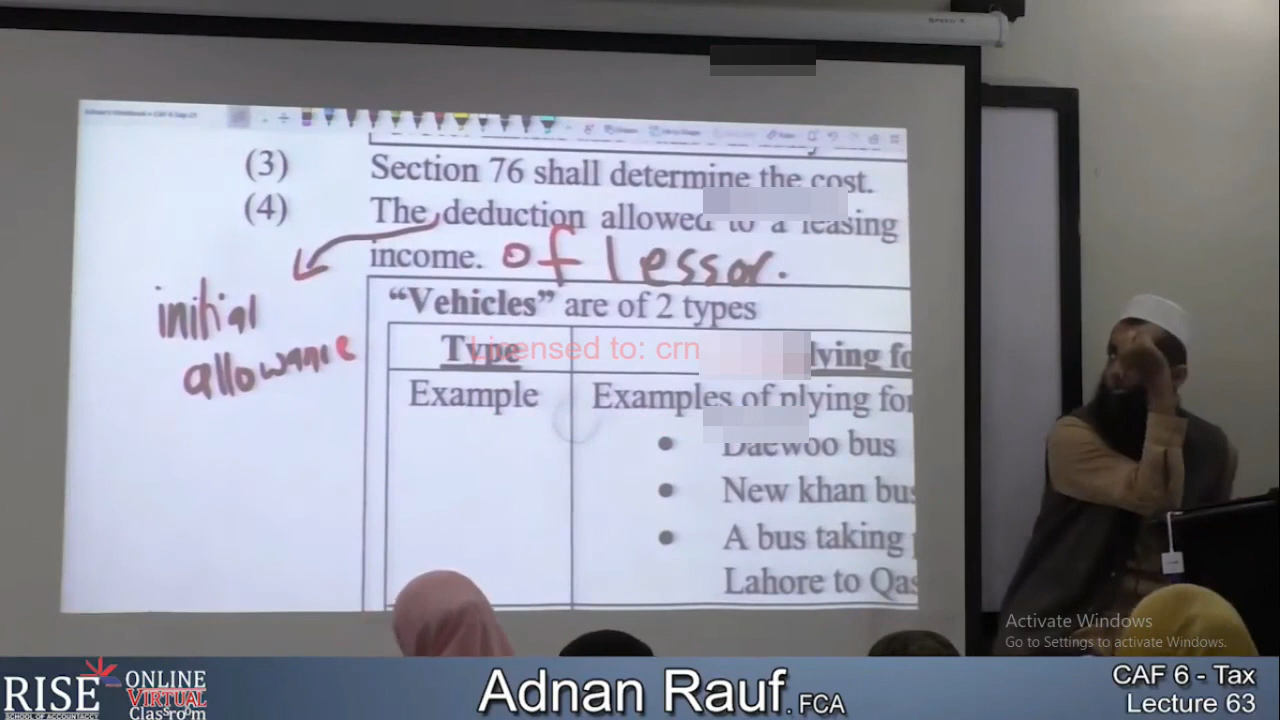 (3) Section 76 shall determine the cost.
(4) The deduction allowed to a leasing
income. of lessor.
initial
allowance
“Vehicles” are of 2 types
Type
Licensed to: crn
Example Examples of plying for
• Daewoo bus
• New khan bus
• A bus taking
Lahore to
Activate Windows
Go to Settings to activate Windows.
RISE
SCHOOL OF ACCOUNTANCY
ONLINE
VIRTUAL
Classroom
Adnan Rauf. FCA
CAF 6 - Tax
Lecture 63